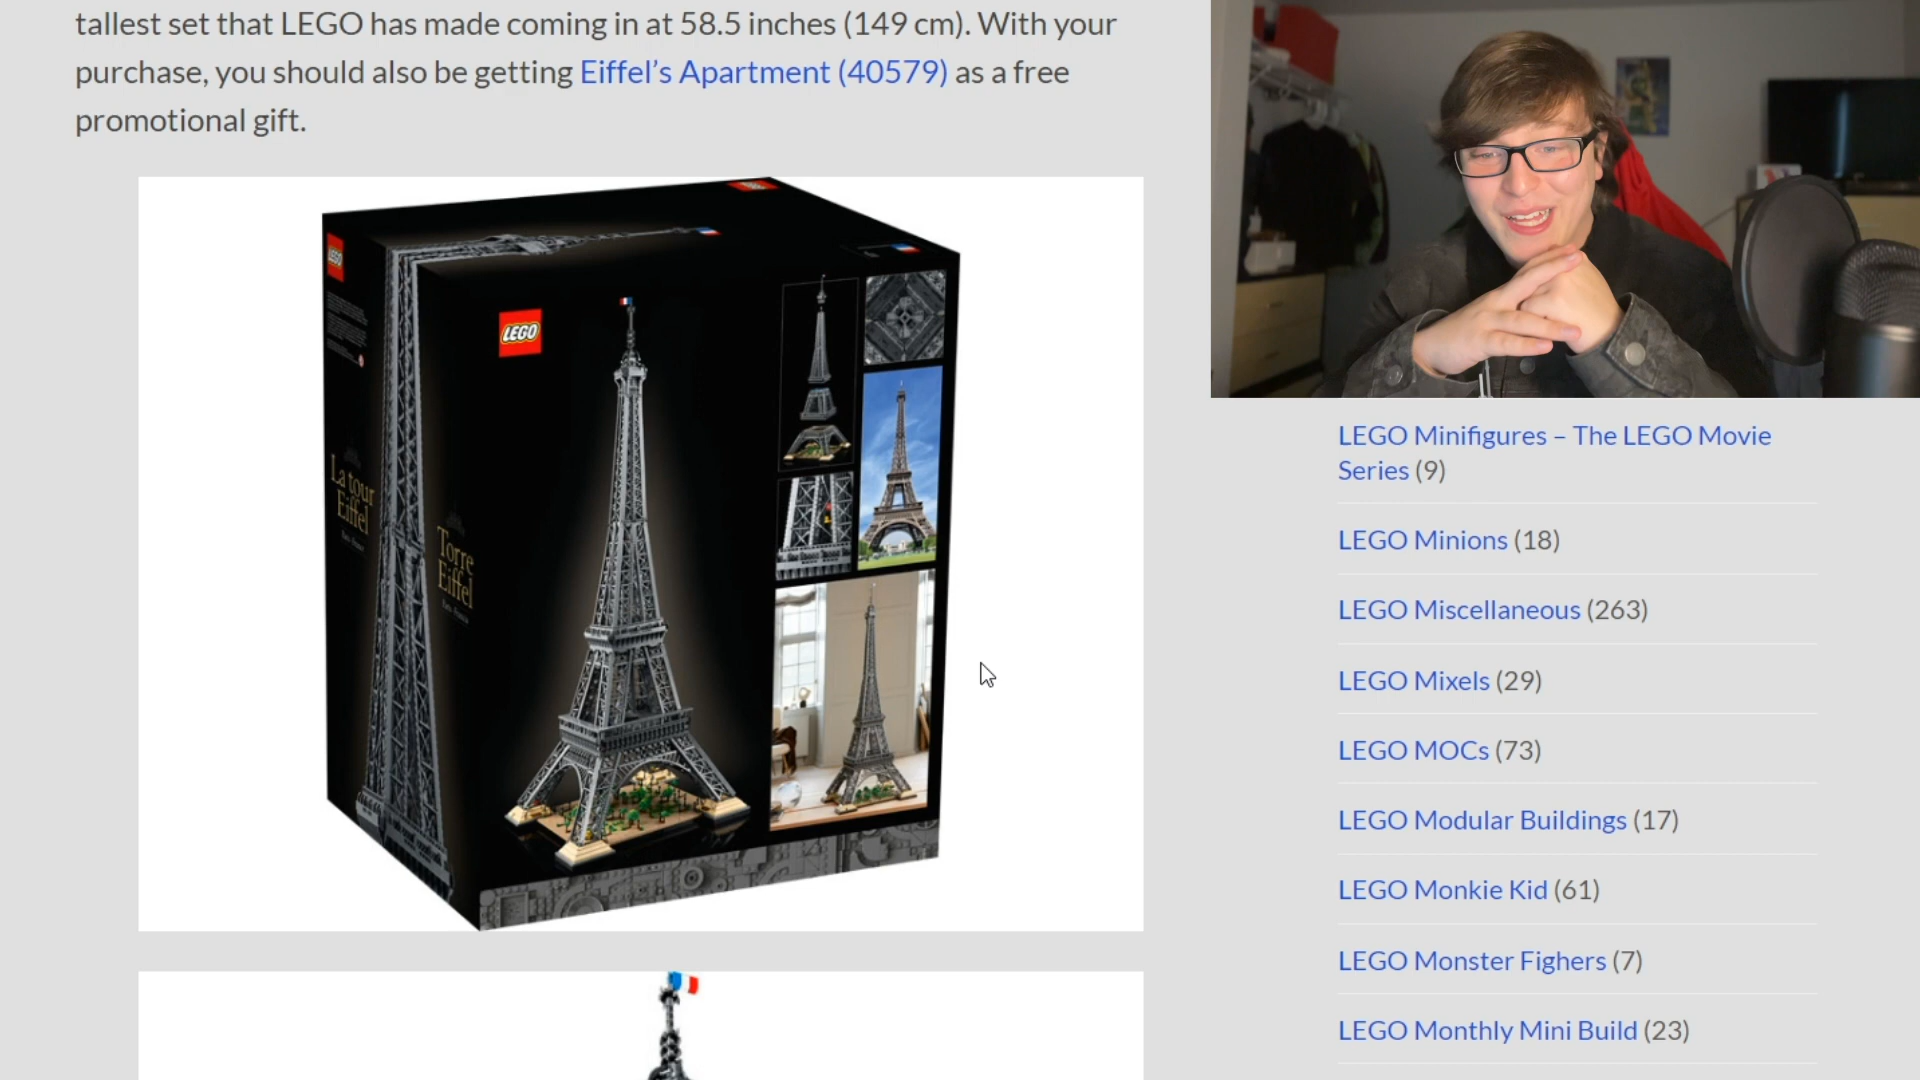 tallest set that LEGO has made coming in at 58.5 inches (149 cm). With your
purchase, you should also be getting Eiffel’s Apartment (40579) as a free
promotional gift.
LEGO
LEGO
LEGO
La tour
Eiffel
Torre
Eiffel
LEGO Minifigures – The LEGO Movie
Series (9)
LEGO Minions (18)
LEGO Miscellaneous (263)
LEGO Mixels (29)
LEGO MOCs (73)
LEGO Modular Buildings (17)
LEGO Monkie Kid (61)
LEGO Monster Fighers (7)
LEGO Monthly Mini Build (23)